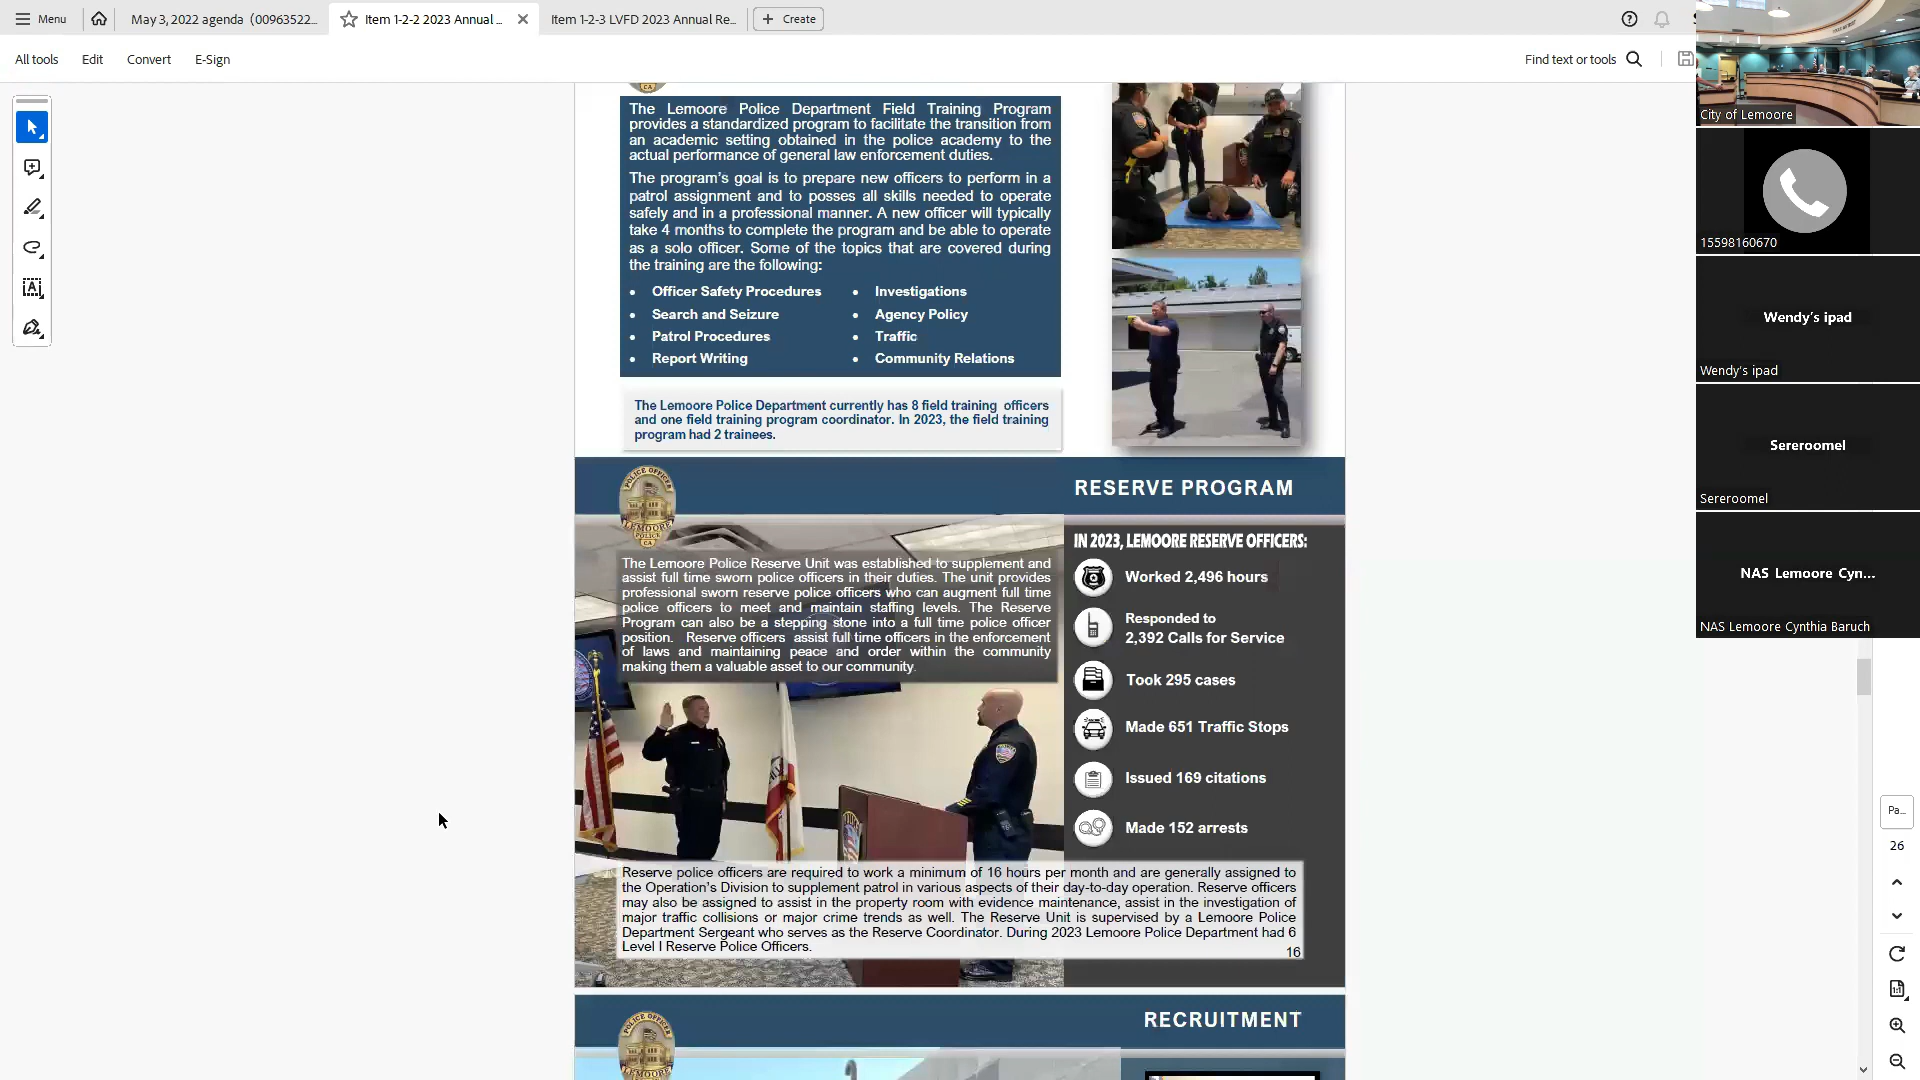 Menu
May 3, 2022 agenda (00963522...
Item 1-2-2 2023 Annual ...
Item 1-2-3 LVFD 2023 Annual Re...
Create
All tools
Edit
Convert
E-Sign
Find text or tools
CA
The Lemoore Police Department Field Training Program
provides a standardized program to facilitate the transition from
an academic setting obtained in the police academy to the
actual performance of general law enforcement duties.
The program's goal is to prepare new officers to perform in a
patrol assignment and to posses all skills needed to operate
safely and in a professional manner. A new officer will typically
take 4 months to complete the program and be able to operate
as a solo officer. Some of the topics that are covered during
the training are the following:
• Officer Safety Procedures
• Search and Seizure
• Patrol Procedures
• Report Writing
• Investigations
• Agency Policy
• Traffic
• Community Relations
The Lemoore Police Department currently has 8 field training officers
and one field training program coordinator. In 2023, the field training
program had 2 trainees.
POLICE OFFICER
LEMOORE
POLICE
CA
RESERVE PROGRAM
The Lemoore Police Reserve Unit was established to supplement and
assist full time sworn police officers in their duties. The unit provides
professional sworn reserve police officers who can augment full time
police officers to meet and maintain staffing levels. The Reserve
Program can also be a stepping stone into a full time police officer
position. Reserve officers assist full time officers in the enforcement
of laws and maintaining peace and order within the community
making them a valuable asset to our community.
IN 2023, LEMOORE RESERVE OFFICERS:
Worked 2,496 hours
Responded to
2,392 Calls for Service
Took 295 cases
Made 651 Traffic Stops
Issued 169 citations
Made 152 arrests
Reserve police officers are required to work a minimum of 16 hours per month and are generally assigned to
the Operation's Division to supplement patrol in various aspects of their day-to-day operation. Reserve officers
may also be assigned to assist in the property room with evidence maintenance, assist in the investigation of
major traffic collisions or major crime trends as well. The Reserve Unit is supervised by a Lemoore Police
Department Sergeant who serves as the Reserve Coordinator. During 2023 Lemoore Police Department had 6
Level I Reserve Police Officers.
16
POLICE OFFICER
LEMOORE
RECRUITMENT
City of Lemoore
15598160670
Wendy's ipad
Wendy's ipad
Sereroomel
Sereroomel
NAS Lemoore Cyn...
NAS Lemoore Cynthia Baruch
Pa...
26
1:1